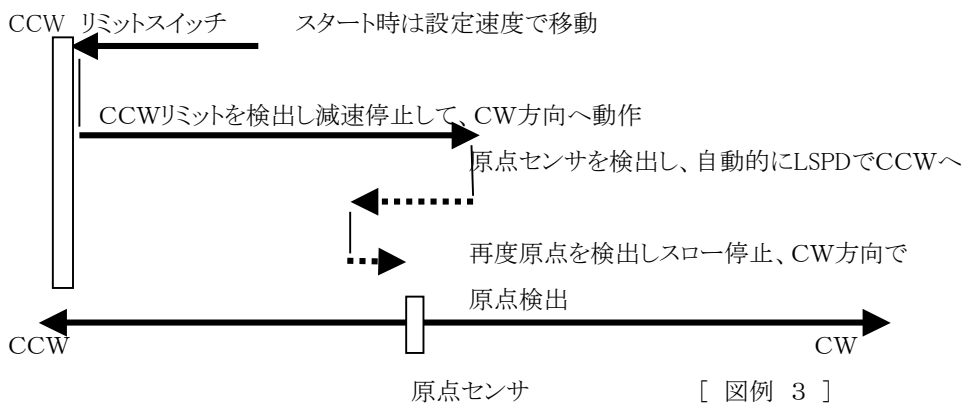 CCW リミットスイッチ スタート時は設定速度で移動
CCWリミットを検出し減速停止して、CW方向へ動作
原点センサを検出し、自動的にLSPDでCCWへ
再度原点を検出しスロー停止、CW方向で
原点検出
CCW CW
原点センサ [ 図例 3 ]